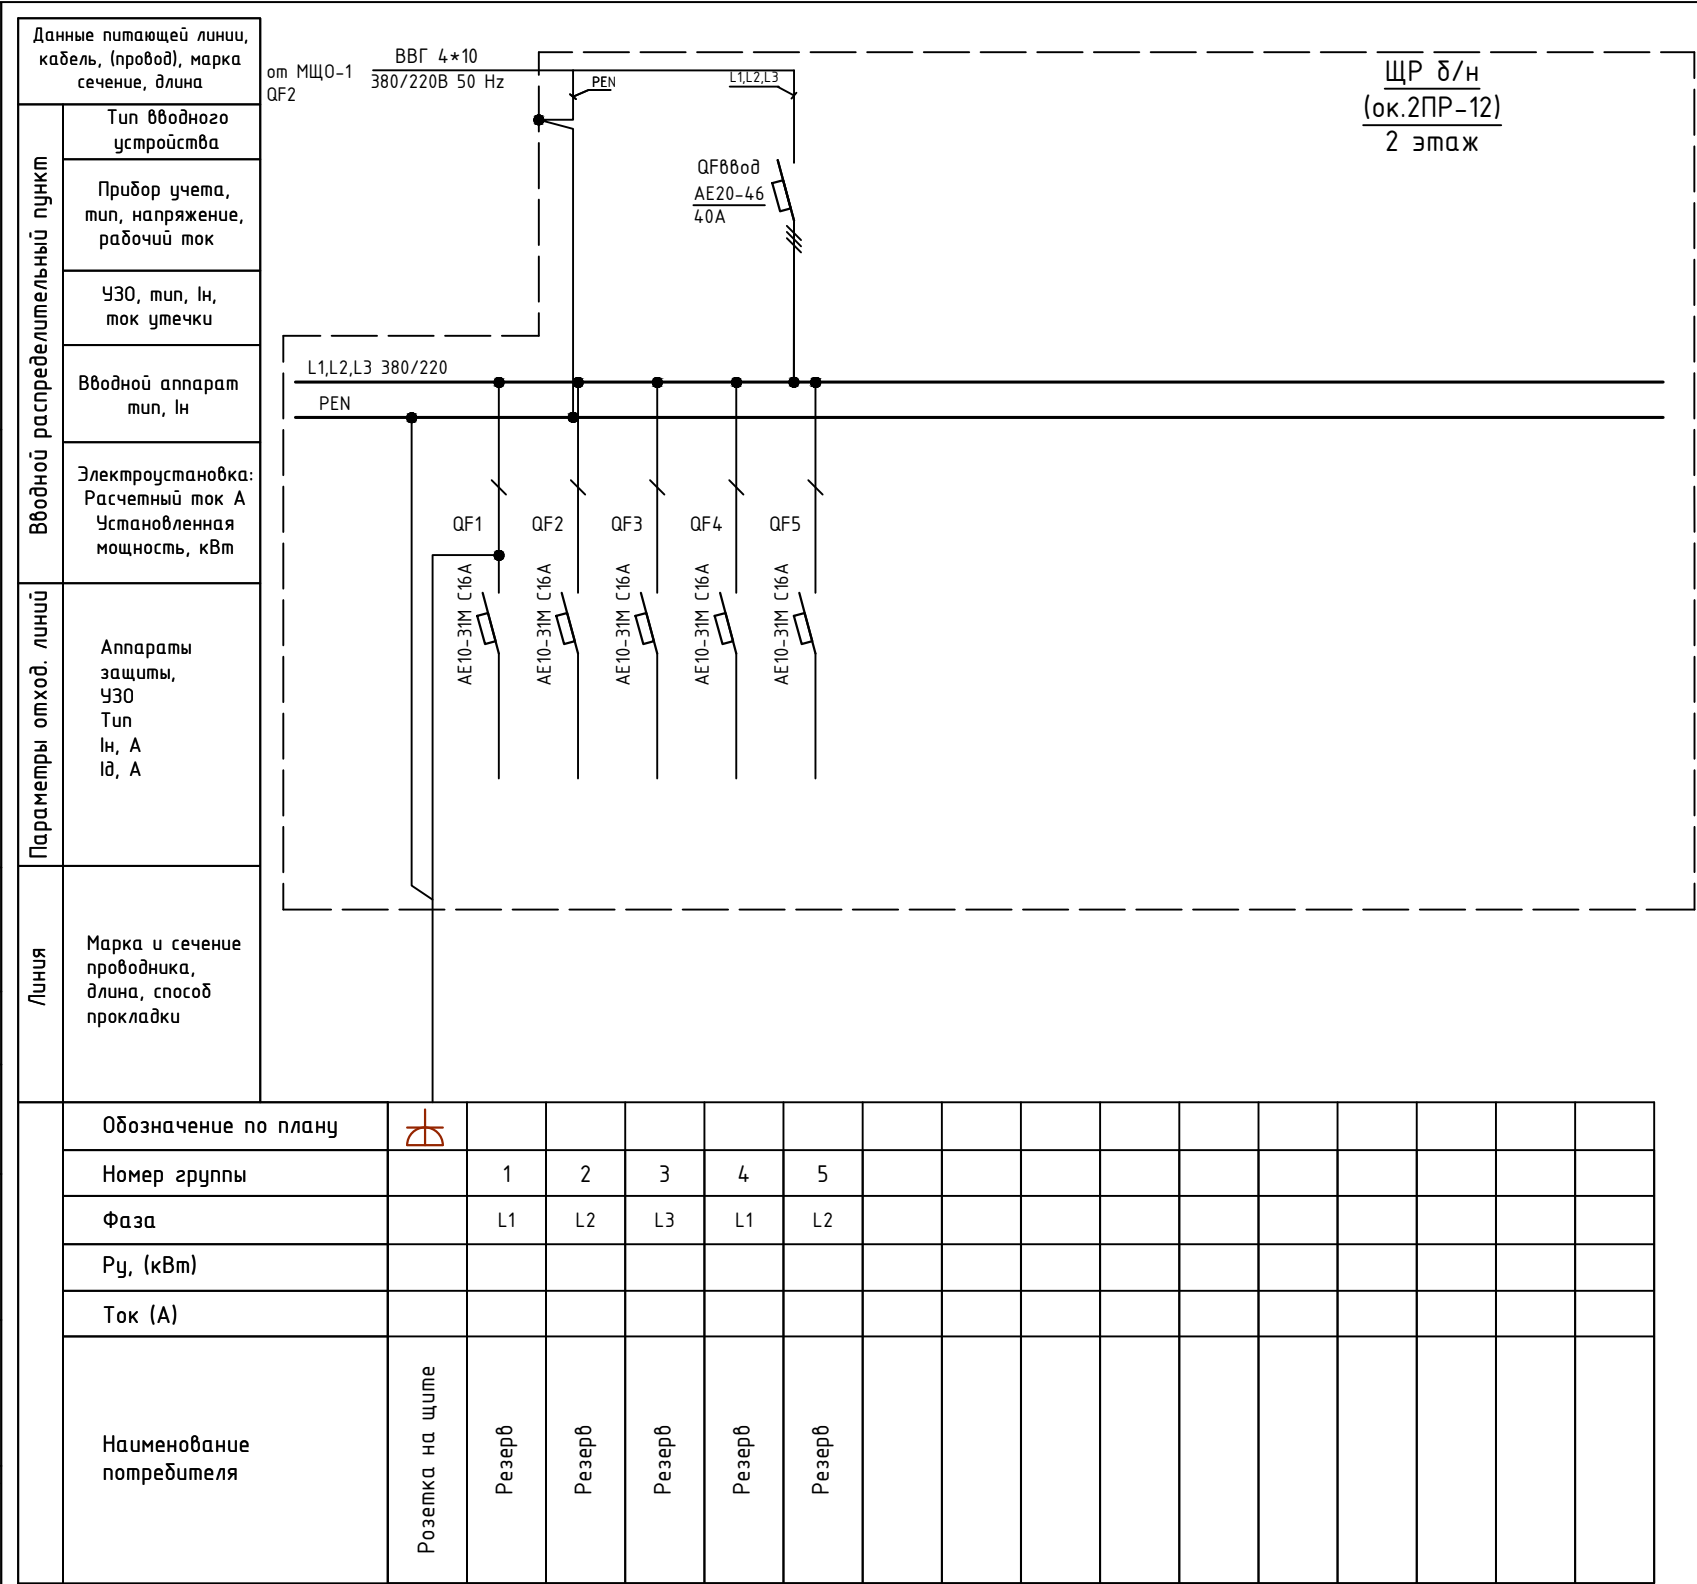 Данные питающей линии,
кабель, (провод), марка
сечение, длина
от МЩО-1
QF2
ВВГ 4*10
380/220В 50 Hz
PEN
L1,L2,L3
ЩР б/н
(ок.2ПР-12)
2 этаж
Вводной распределительный пункт
Тип вводного
устройства
Прибор учета,
тип, напряжение,
рабочий ток
УЗО, тип, Iн,
ток утечки
Вводной аппарат
тип, Iн
Электроустановка:
Расчетный ток А
Установленная
мощность, кВт
QFввод
АЕ20-46
40А
L1,L2,L3 380/220
PEN
QF1
QF2
QF3
QF4
QF5
АЕ10-31М С16А
АЕ10-31М С16А
АЕ10-31М С16А
АЕ10-31М С16А
АЕ10-31М С16А
Параметры отход. линий
Аппараты
защиты,
УЗО
Тип
Iн, А
Iд, А
Линия
Марка и сечение
проводника,
длина, способ
прокладки
Обозначение по плану
Номер группы 1 2 3 4 5
Фаза L1 L2 L3 L1 L2
Ру, (кВт)
Ток (А)
Наименование
потребителя
Розетка на щите
Резерв
Резерв
Резерв
Резерв
Резерв